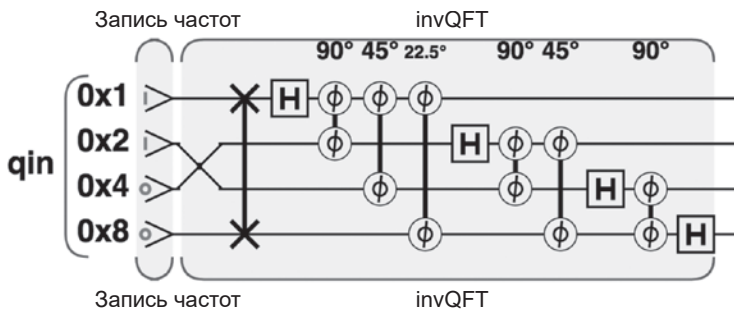 Запись частот invQFT
90° 45° 22.5° 90° 45° 90°
0x1 H ϕ ϕ ϕ
0x2 ϕ H ϕ ϕ
qin
0x4 ϕ ϕ H ϕ
0x8 ϕ ϕ ϕ H
Запись частот invQFT